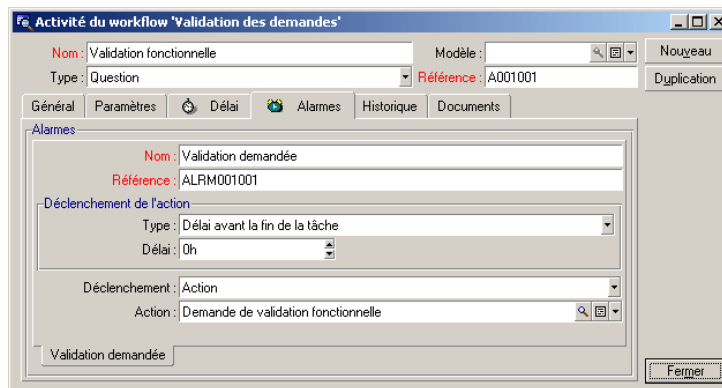 Activité du workflow 'Validation des demandes'
Nom : Validation fonctionnelle Modèle : Nouveau
Type : Question Référence : A001001 Duplication
Général Paramètres Délai Alarmes Historique Documents
Alarmes
Nom : Validation demandée
Référence : ALRM001001
Déclenchement de l'action
Type : Délai avant la fin de la tâche
Délai : 0h
Déclenchement : Action
Action : Demande de validation fonctionnelle
Validation demandée
Fermer